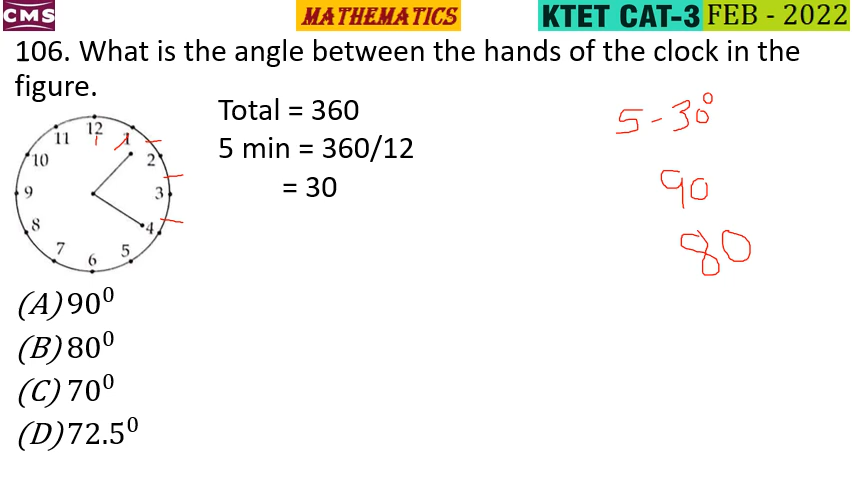 CMS
MATHEMATICS
KTET CAT-3 FEB - 2022
106. What is the angle between the hands of the clock in the
figure.
12
1
2
3
4
5
6
7
8
9
10
11
Total = 360
5 min = 360/12
= 30
5 - 30⁰
90
80
(A) 90⁰
(B) 80⁰
(C) 70⁰
(D) 72.5⁰